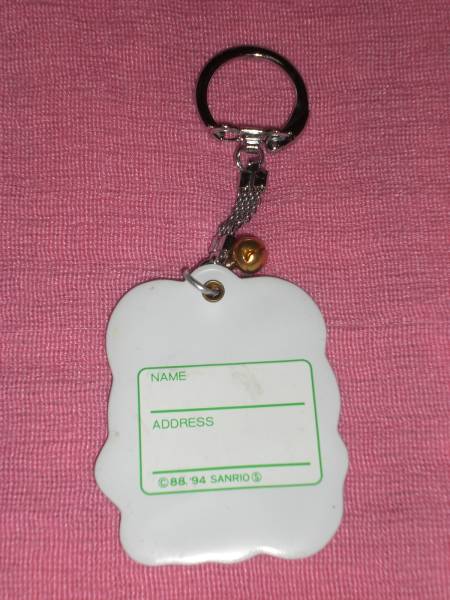 NAME
ADDRESS
©88, '94 SANRIO Ⓢ